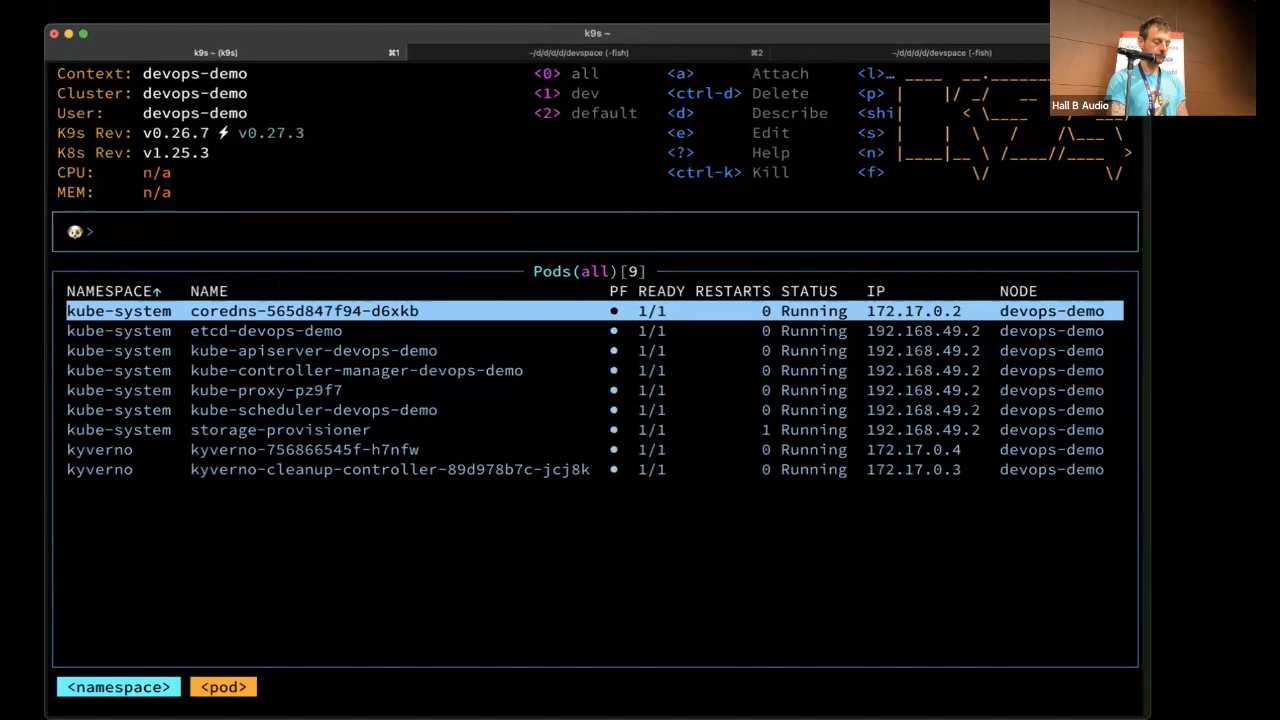 k9s ~
k9s ~ (k9s) ⌘1 ~/d/d/d/d/devspace (-fish) ⌘2 ~/d/d/d/d/devspace (-fish)
Context: devops-demo <0> all <a> Attach <l>…
Cluster: devops-demo <1> dev <ctrl-d> Delete <p>
User: devops-demo <2> default <d> Describe <shi
K9s Rev: v0.26.7 ⚡ v0.27.3 <e> Edit <s>
K8s Rev: v1.25.3 <?> Help <n>
CPU: n/a <ctrl-k> Kill <f>
MEM: n/a
Hall B Audio
🐶>
Pods(all)[9]
NAMESPACE↑ NAME PF READY RESTARTS STATUS IP NODE
kube-system coredns-565d847f94-d6xkb ● 1/1 0 Running 172.17.0.2 devops-demo
kube-system etcd-devops-demo ● 1/1 0 Running 192.168.49.2 devops-demo
kube-system kube-apiserver-devops-demo ● 1/1 0 Running 192.168.49.2 devops-demo
kube-system kube-controller-manager-devops-demo ● 1/1 0 Running 192.168.49.2 devops-demo
kube-system kube-proxy-pz9f7 ● 1/1 0 Running 192.168.49.2 devops-demo
kube-system kube-scheduler-devops-demo ● 1/1 0 Running 192.168.49.2 devops-demo
kube-system storage-provisioner ● 1/1 1 Running 192.168.49.2 devops-demo
kyverno kyverno-756866545f-h7nfw ● 1/1 0 Running 172.17.0.4 devops-demo
kyverno kyverno-cleanup-controller-89d978b7c-jcj8k ● 1/1 0 Running 172.17.0.3 devops-demo
<namespace> <pod>